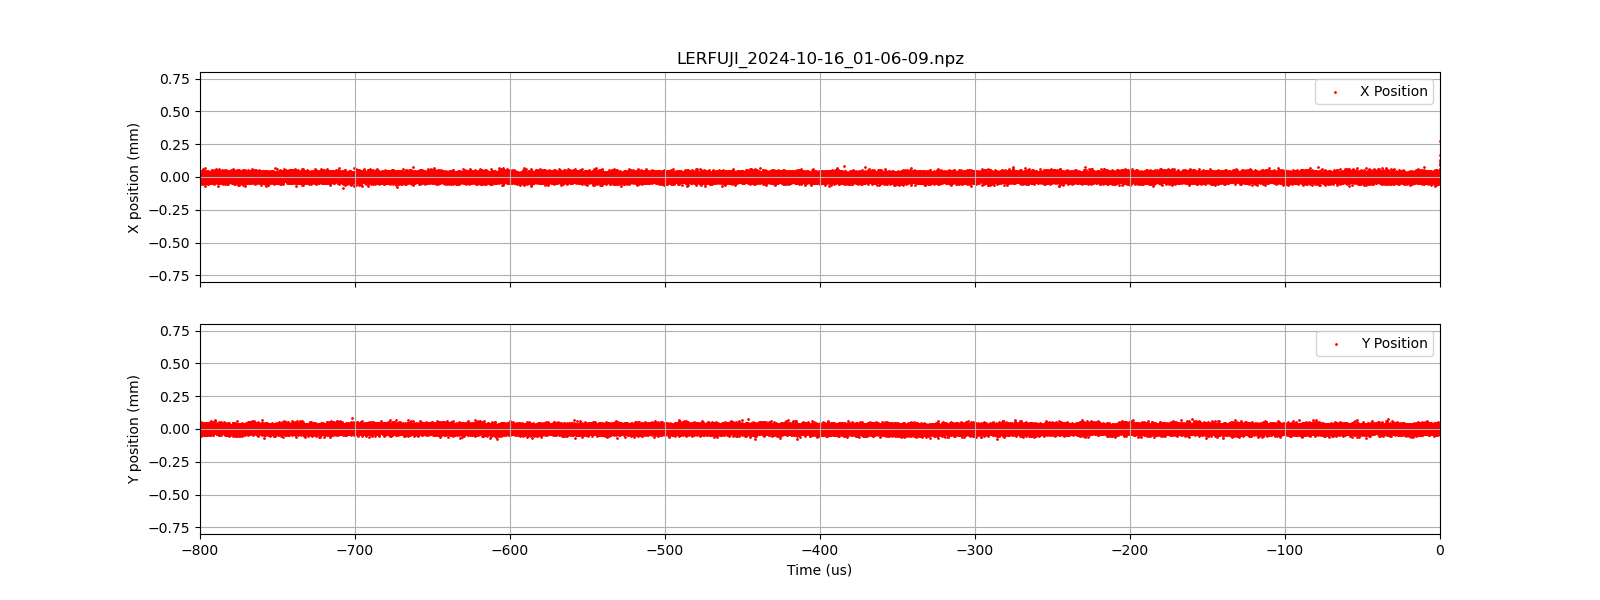 LERFUJI_2024-10-16_01-06-09.npz
0.75
0.50
0.25
0.00
−0.25
−0.50
−0.75
X position (mm)
X Position
0.75
0.50
0.25
0.00
−0.25
−0.50
−0.75
Y position (mm)
Y Position
−800 −700 −600 −500 −400 −300 −200 −100 0
Time (us)